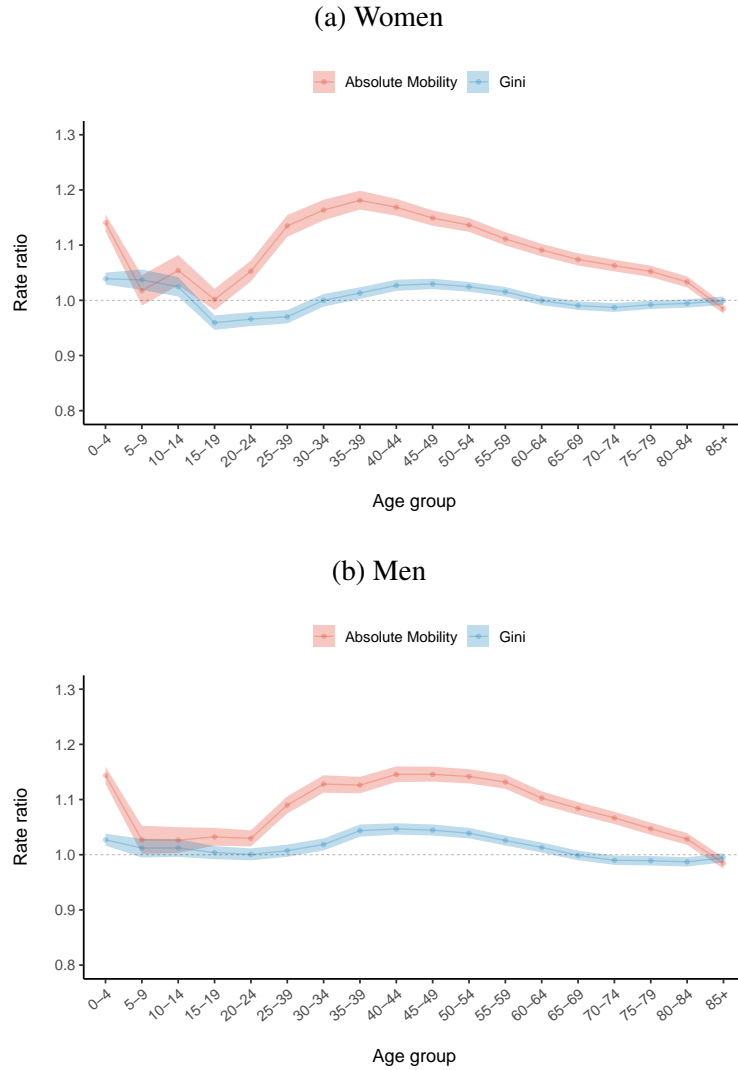 (a) Women
Absolute Mobility Gini
1.3
1.2
1.1
1.0
0.9
0.8
Rate ratio
0–4 5–9 10–14 15–19 20–24 25–39 30–34 35–39 40–44 45–49 50–54 55–59 60–64 65–69 70–74 75–79 80–84 85+
Age group
(b) Men
Absolute Mobility Gini
1.3
1.2
1.1
1.0
0.9
0.8
Rate ratio
0–4 5–9 10–14 15–19 20–24 25–39 30–34 35–39 40–44 45–49 50–54 55–59 60–64 65–69 70–74 75–79 80–84 85+
Age group